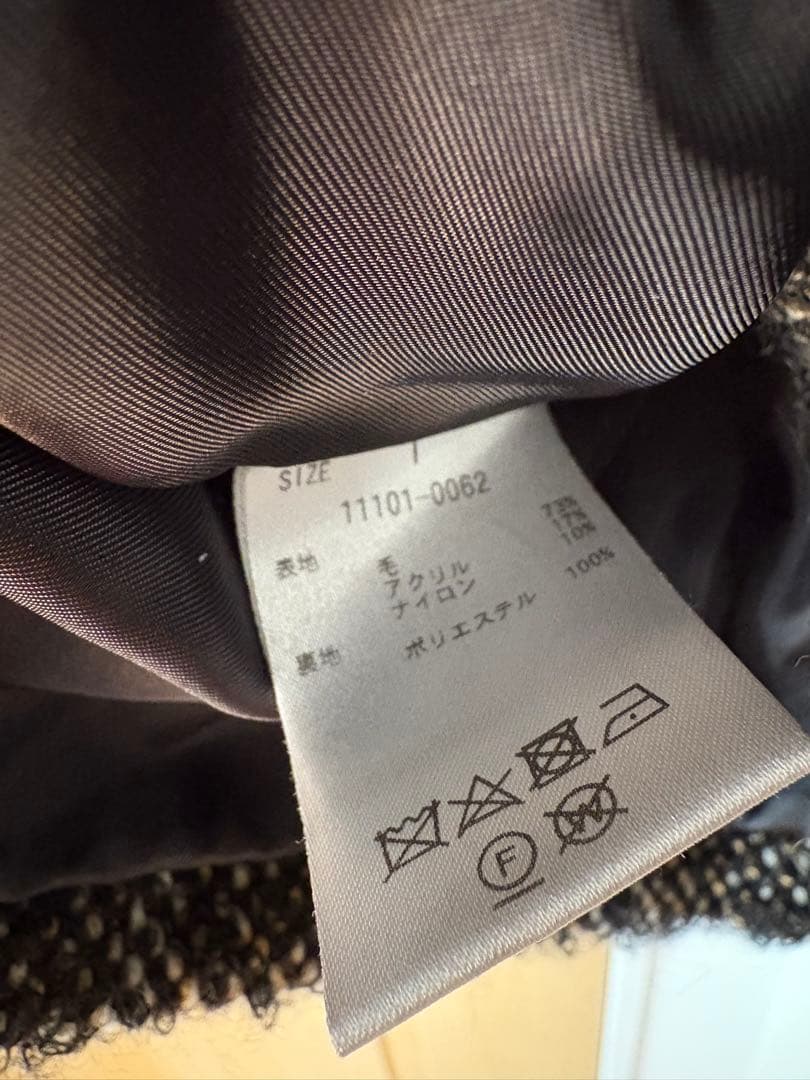 SIZE 1
11101-0062
表地 毛 73%
アクリル 17%
ナイロン 10%
裏地 ポリエステル 100%
F
W